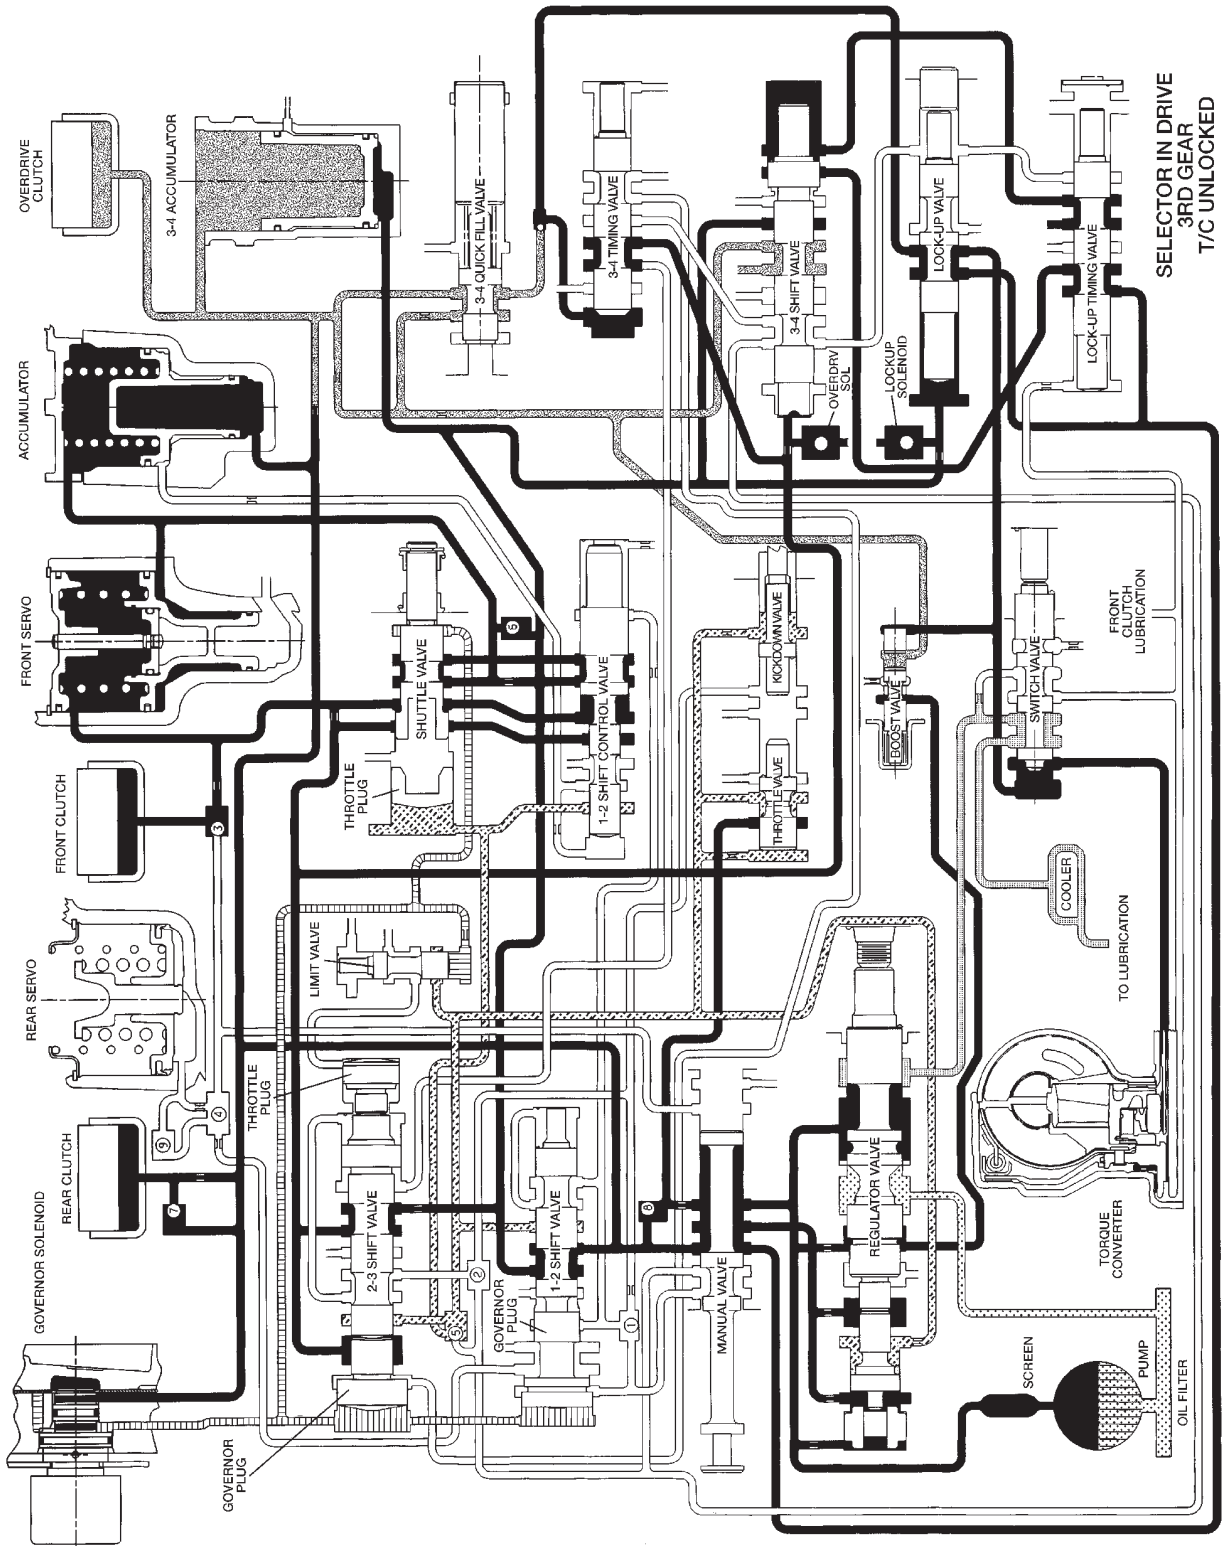 SELECTOR IN DRIVE
3RD GEAR
T/C UNLOCKED
OVERDRIVE
CLUTCH
3-4 ACCUMULATOR
3-4 QUICK FILL VALVE
3-4 TIMING VALVE
3-4 SHIFT VALVE
LOCK-UP VALVE
LOCK-UP TIMING VALVE
ACCUMULATOR
OVERDRV
SOL
LOCKUP
SOLENOID
FRONT SERVO
SHUTTLE VALVE
6
1-2 SHIFT CONTROL VALVE
KICKDOWN VALVE
BOOST VALVE
SWITCH VALVE
FRONT
CLUTCH
LUBRICATION
FRONT CLUTCH
3
THROTTLE
PLUG
THROTTLE VALVE
COOLER
TO LUBRICATION
REAR SERVO
LIMIT VALVE
THROTTLE
PLUG
4
9
REAR CLUTCH
7
2-3 SHIFT VALVE
2
5
1-2 SHIFT VALVE
8
MANUAL VALVE
REGULATOR VALVE
TORQUE
CONVERTER
GOVERNOR SOLENOID
GOVERNOR
PLUG
GOVERNOR
PLUG
1
SCREEN
PUMP
OIL FILTER